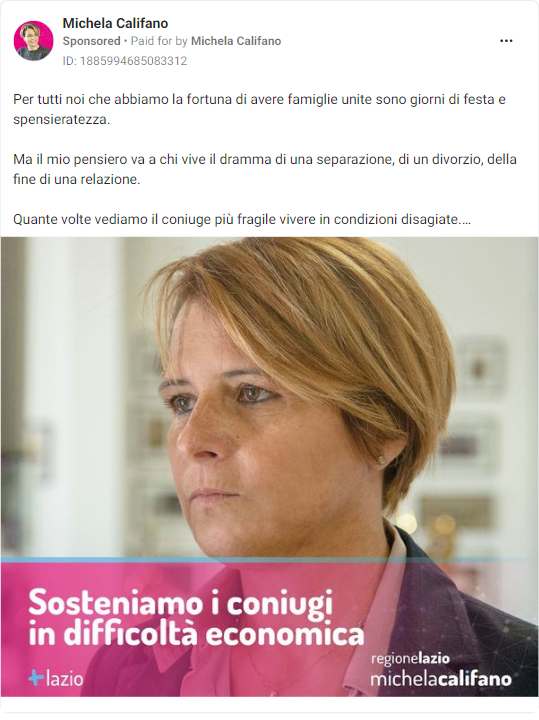 Michela Califano
Sponsored • Paid for by Michela Califano
ID: 1885994685083312
Per tutti noi che abbiamo la fortuna di avere famiglie unite sono giorni di festa e
spensieratezza.
Ma il mio pensiero va a chi vive il dramma di una separazione, di un divorzio, della
fine di una relazione.
Quante volte vediamo il coniuge più fragile vivere in condizioni disagiate....
Sosteniamo i coniugi
in difficoltà economica
+lazio
regionelazio
michelacalifano